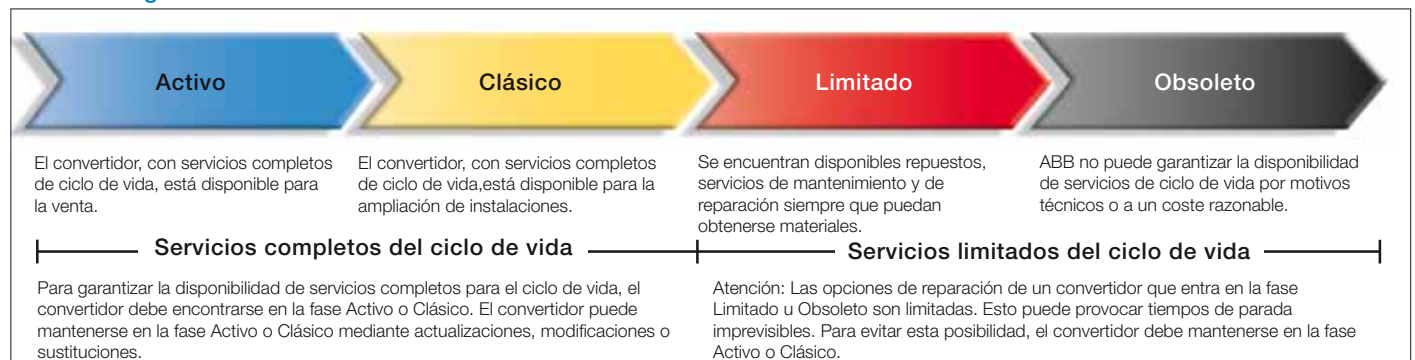 Activo
Clásico
Limitado
Obsoleto
El convertidor, con servicios completos
de ciclo de vida, está disponible para
la venta.
El convertidor, con servicios completos
de ciclo de vida,está disponible para la
ampliación de instalaciones.
Se encuentran disponibles repuestos,
servicios de mantenimiento y de
reparación siempre que puedan
obtenerse materiales.
ABB no puede garantizar la disponibilidad
de servicios de ciclo de vida por motivos
técnicos o a un coste razonable.
Servicios completos del ciclo de vida
Servicios limitados del ciclo de vida
Para garantizar la disponibilidad de servicios completos para el ciclo de vida, el
convertidor debe encontrarse en la fase Activo o Clásico. El convertidor puede
mantenerse en la fase Activo o Clásico mediante actualizaciones, modificaciones o
sustituciones.
Atención: Las opciones de reparación de un convertidor que entra en la fase
Limitado u Obsoleto son limitadas. Esto puede provocar tiempos de parada
imprevisibles. Para evitar esta posibilidad, el convertidor debe mantenerse en la fase
Activo o Clásico.